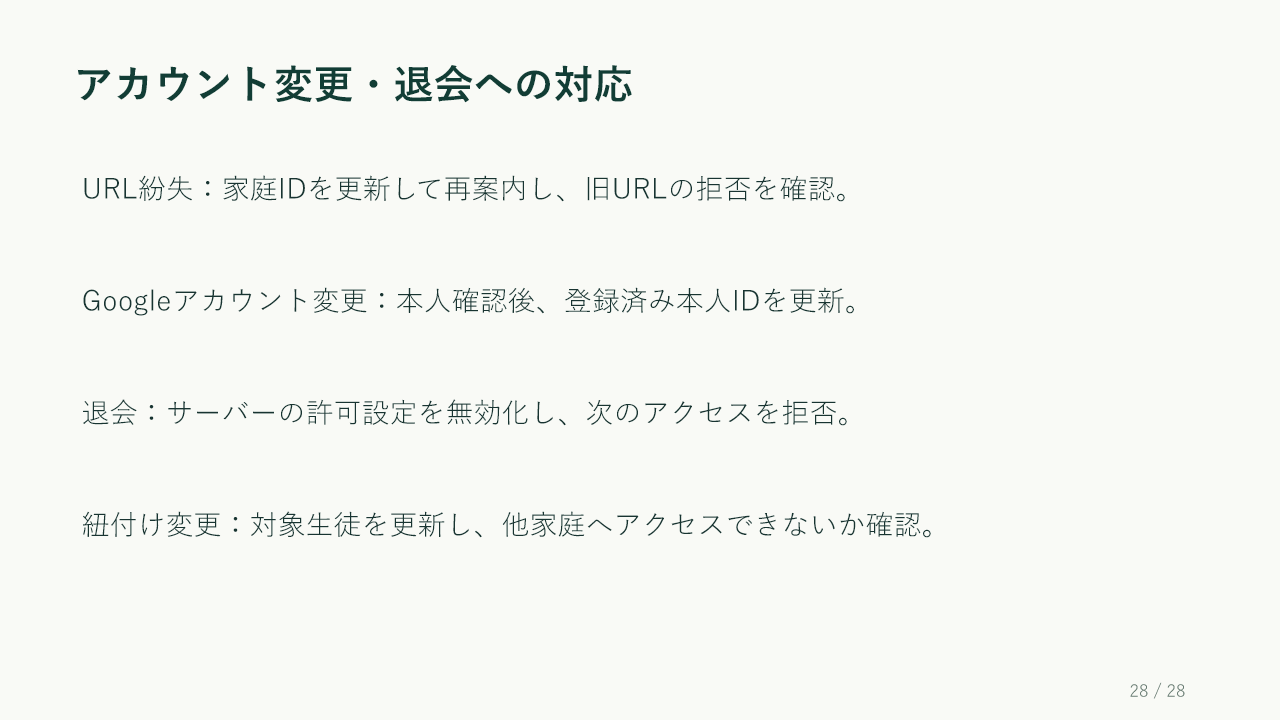 アカウント変更・退会への対応
URL紛失：家庭IDを更新して再案内し、旧URLの拒否を確認。
Googleアカウント変更：本人確認後、登録済み本人IDを更新。
退会：サーバーの許可設定を無効化し、次のアクセスを拒否。
紐付け変更：対象生徒を更新し、他家庭へアクセスできないか確認。
28 / 28